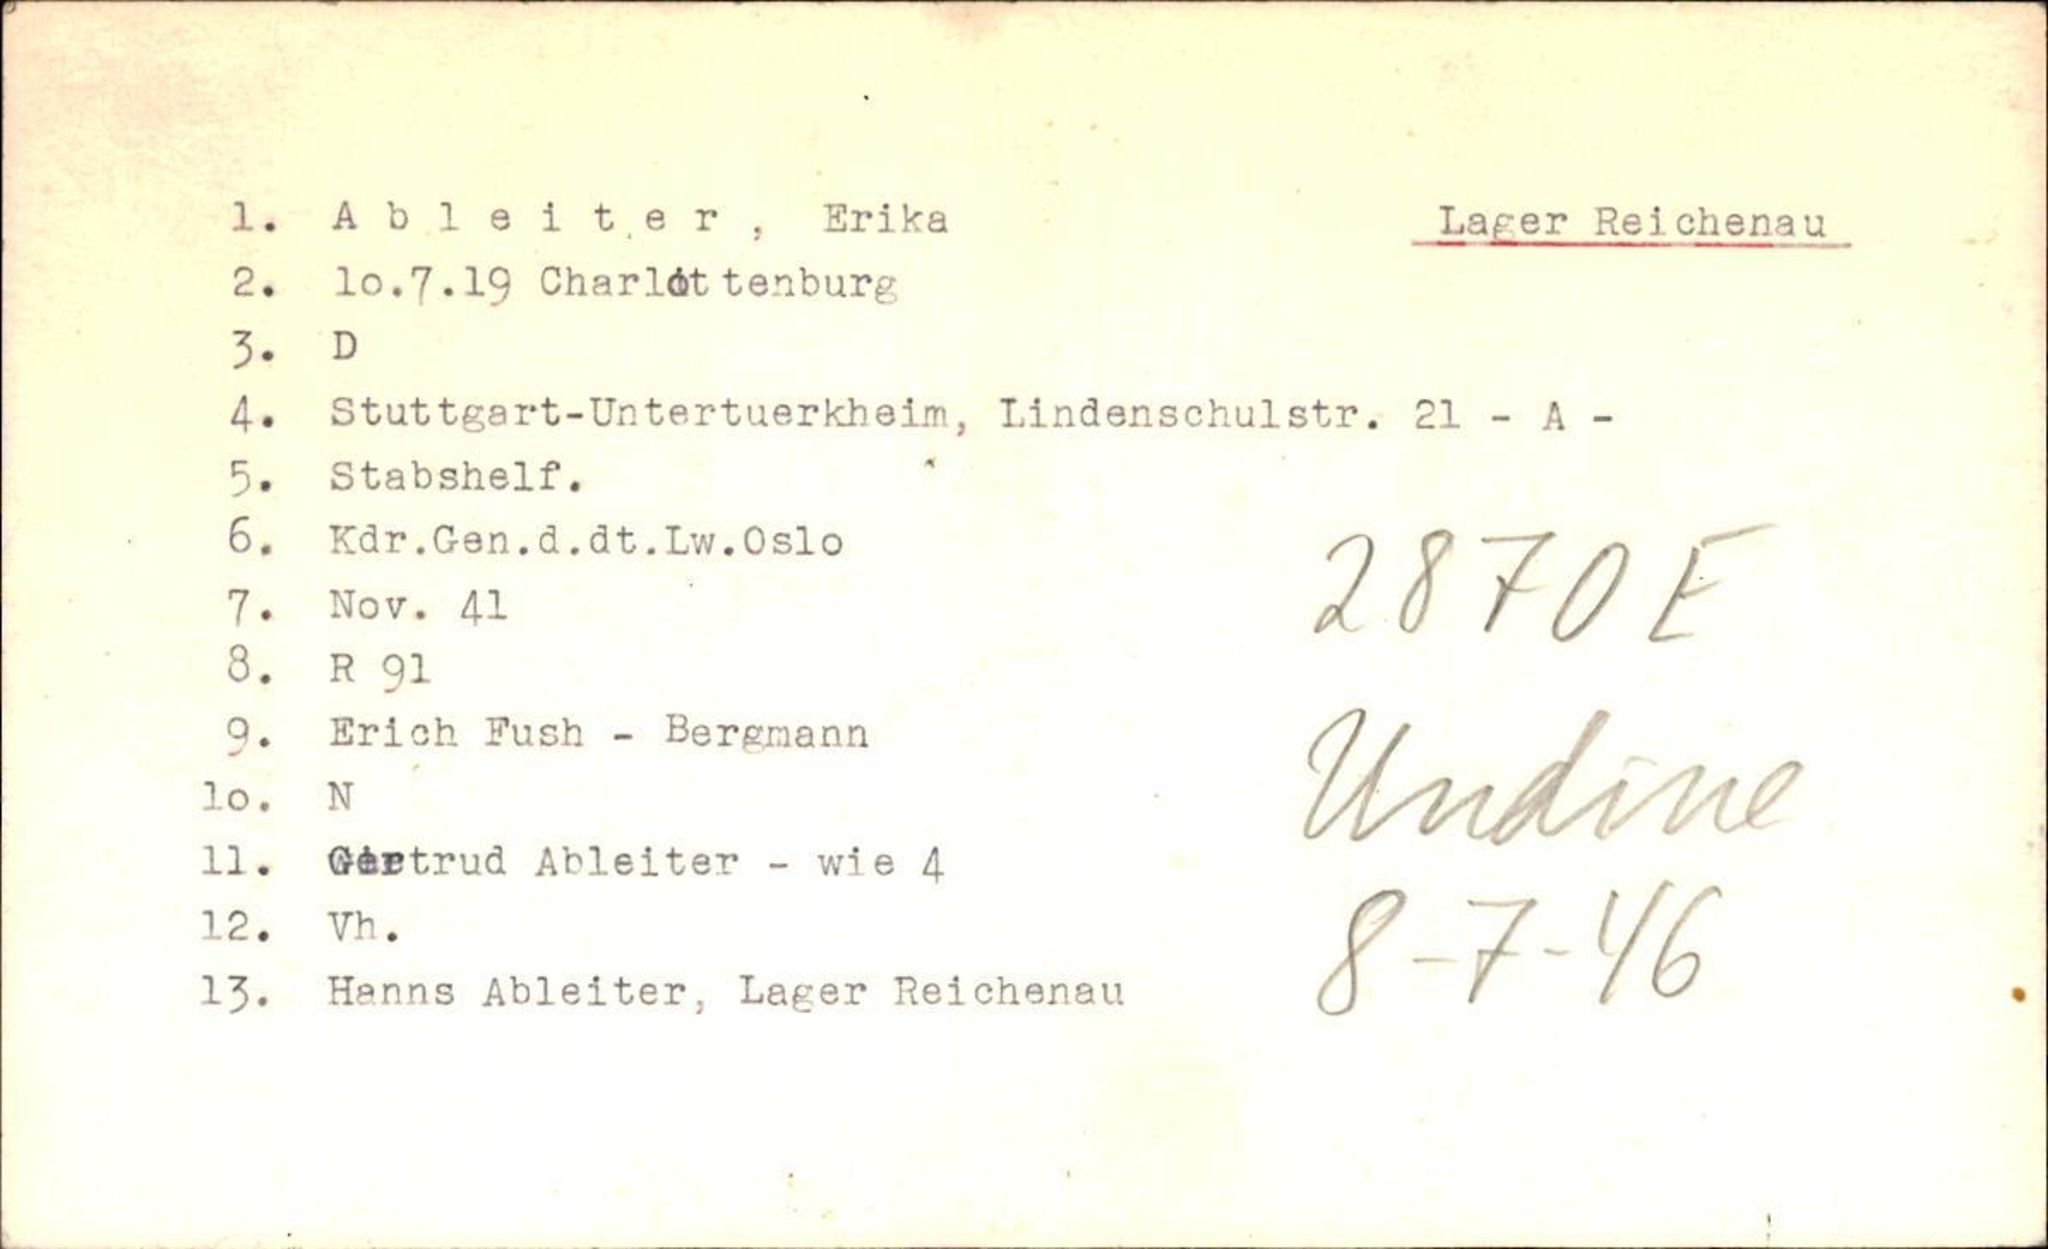 Lager Reichenau
1. A b l e i t e r , Erika
2. lo.7.19 Charlottenburg
3. D
4. Stuttgart-Untertuerkheim, Lindenschulstr. 21 - A -
5. Stabshelf.
6. Kdr.Gen.d.dt.Lw.Oslo
7. Nov. 41
8. R 91
9. Erich Fush - Bergmann
lo. N
11. Gertrud Ableiter - wie 4
12. Vh.
13. Hanns Ableiter, Lager Reichenau
2870 E
Undine
8-7-46